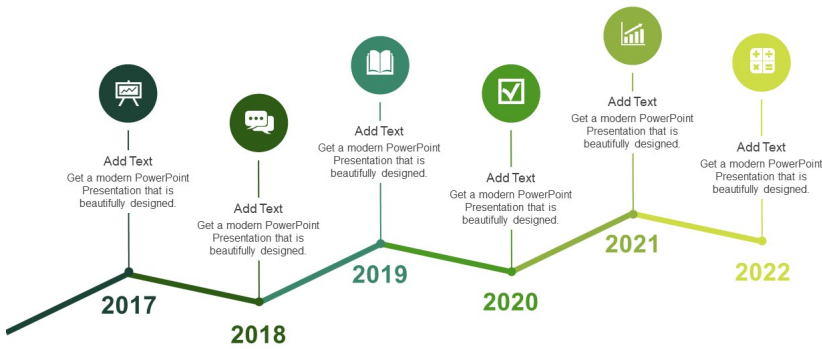 Add Text
Get a modern PowerPoint
Presentation that is
beautifully designed.
2017
Add Text
Get a modern PowerPoint
Presentation that is
beautifully designed.
2018
Add Text
Get a modern PowerPoint
Presentation that is
beautifully designed.
2019
Add Text
Get a modern PowerPoint
Presentation that is
beautifully designed.
2020
Add Text
Get a modern PowerPoint
Presentation that is
beautifully designed.
2021
Add Text
Get a modern PowerPoint
Presentation that is
beautifully designed.
2022